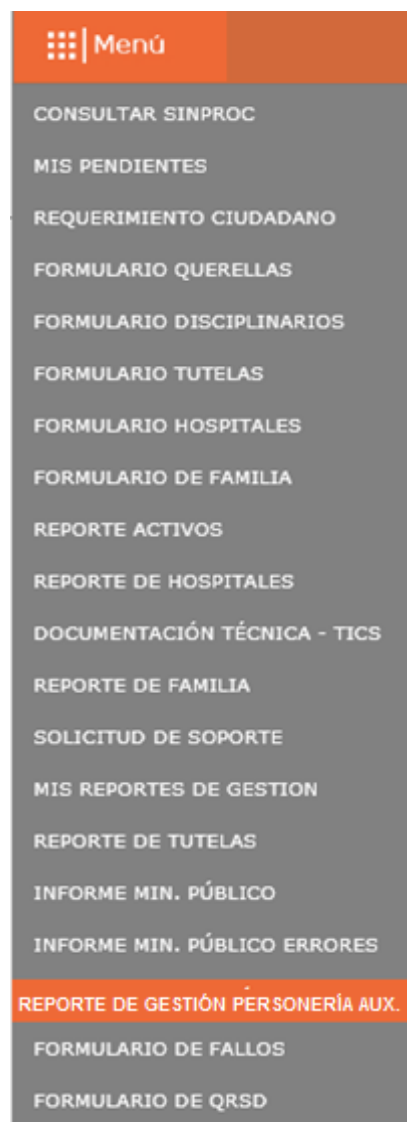 Menú
CONSULTAR SINPROC
MIS PENDIENTES
REQUERIMIENTO CIUDADANO
FORMULARIO QUERELLAS
FORMULARIO DISCIPLINARIOS
FORMULARIO TUTELAS
FORMULARIO HOSPITALES
FORMULARIO DE FAMILIA
REPORTE ACTIVOS
REPORTE DE HOSPITALES
DOCUMENTACIÓN TÉCNICA - TICS
REPORTE DE FAMILIA
SOLICITUD DE SOPORTE
MIS REPORTES DE GESTION
REPORTE DE TUTELAS
INFORME MIN. PÚBLICO
INFORME MIN. PÚBLICO ERRORES
REPORTE DE GESTIÓN PERSONERÍA AUX.
FORMULARIO DE FALLOS
FORMULARIO DE QRSD